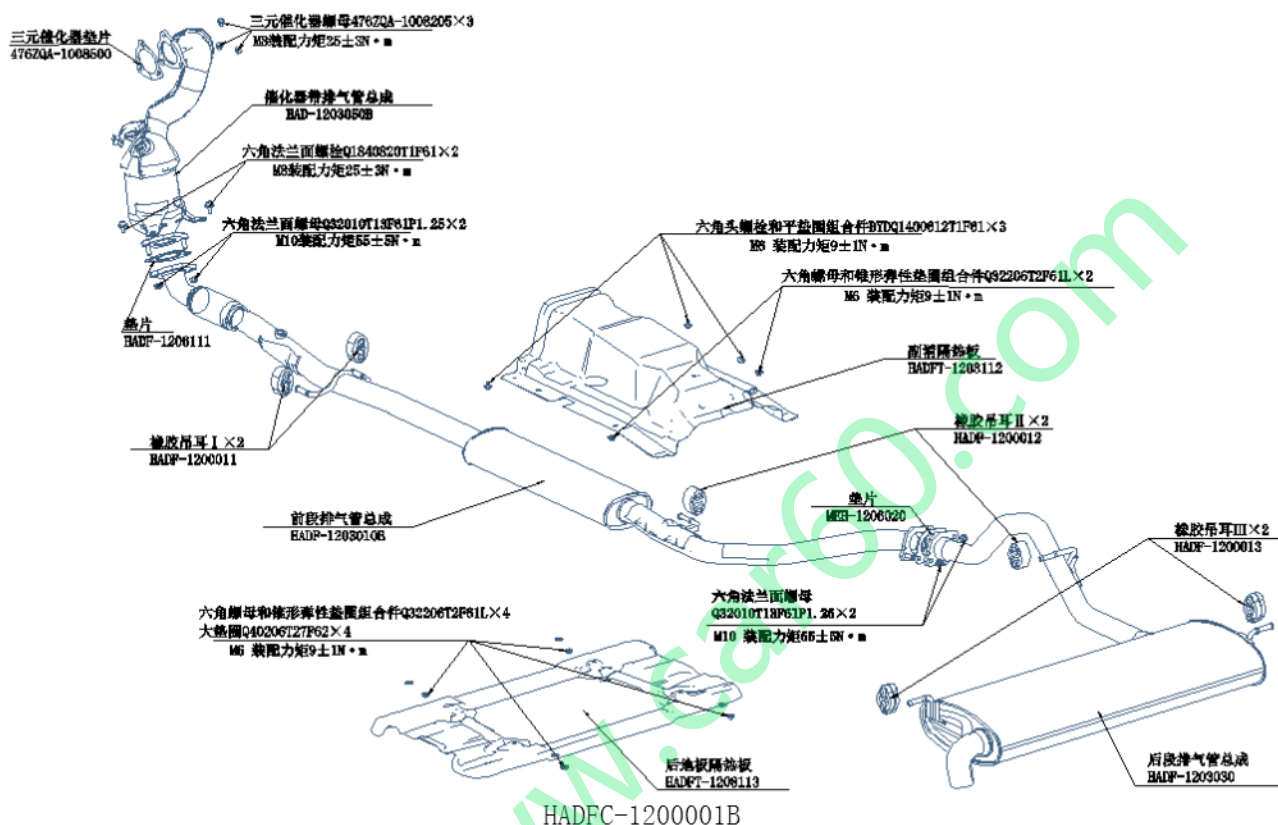 三元催化器螺母476ZQA-1008205×3
M8装配力矩25±3N·m
三元催化器垫片
476ZQA-1008500
催化器带排气管总成
HAD-1203050B
六角法兰面螺栓Q1840820T1F61×2
M8装配力矩25±3N·m
六角法兰面螺母Q32010T13F61P1.25×2
M10装配力矩55±5N·m
六角头螺栓和平垫圈组合件BYDQ1400612T1F61×3
M6 装配力矩9±1N·m
六角螺母和锥形弹性垫圈组合件Q32206T2F61L×2
M6 装配力矩9±1N·m
垫片
HADF-1206111
副消隔热板
HADFT-1208112
橡胶吊耳Ⅰ×2
HADF-1200011
橡胶吊耳Ⅱ×2
HADF-1200012
前段排气管总成
HADF-1203010B
垫片
MEB-1206020
橡胶吊耳III×2
HADF-1200013
六角螺母和锥形弹性垫圈组合件Q32206T2F61L×4
大垫圈Q40206T27F62×4
M6 装配力矩9±1N·m
六角法兰面螺母
Q32010T13F61P1.25×2
M10 装配力矩55±5N·m
后地板隔热板
HADFT-1208113
后段排气管总成
HADF-1203030
HADFC-1200001B
www.car60.com